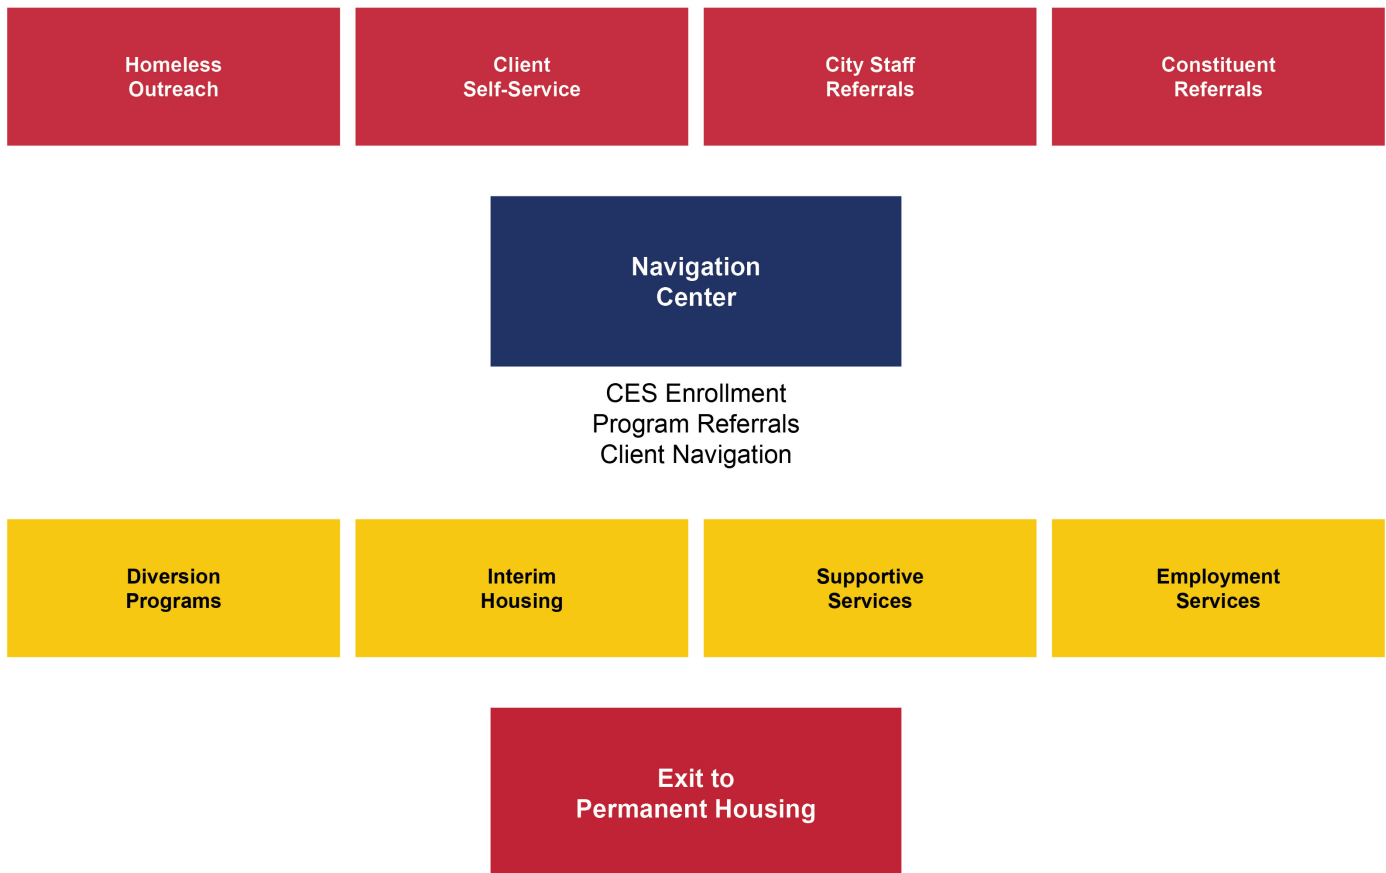 Homeless
Outreach
Client
Self-Service
City Staff
Referrals
Constituent
Referrals
Navigation
Center
CES Enrollment
Program Referrals
Client Navigation
Diversion
Programs
Interim
Housing
Supportive
Services
Employment
Services
Exit to
Permanent Housing